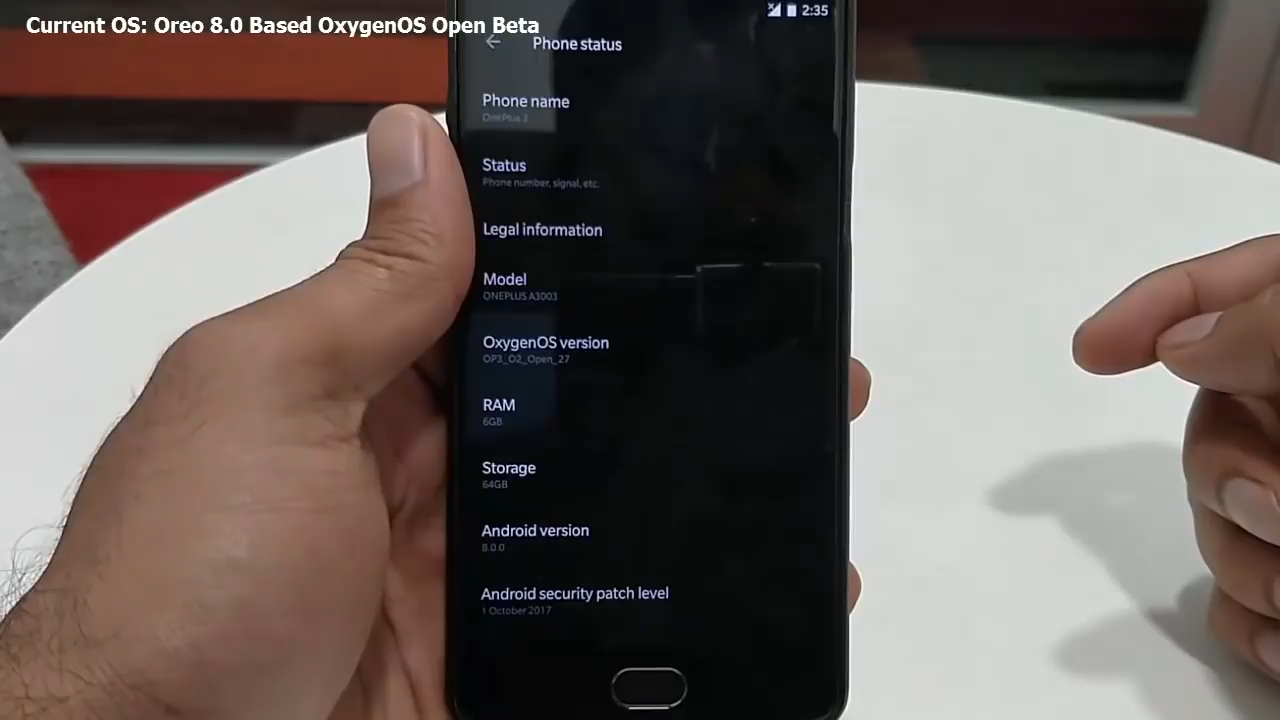 Current OS: Oreo 8.0 Based OxygenOS Open Beta
2:35
Phone status
Phone name
OnePlus 3
Status
Phone number, signal, etc.
Legal information
Model
ONEPLUS A3003
OxygenOS version
OP3_O2_Open_27
RAM
6GB
Storage
64GB
Android version
8.0.0
Android security patch level
1 October 2017